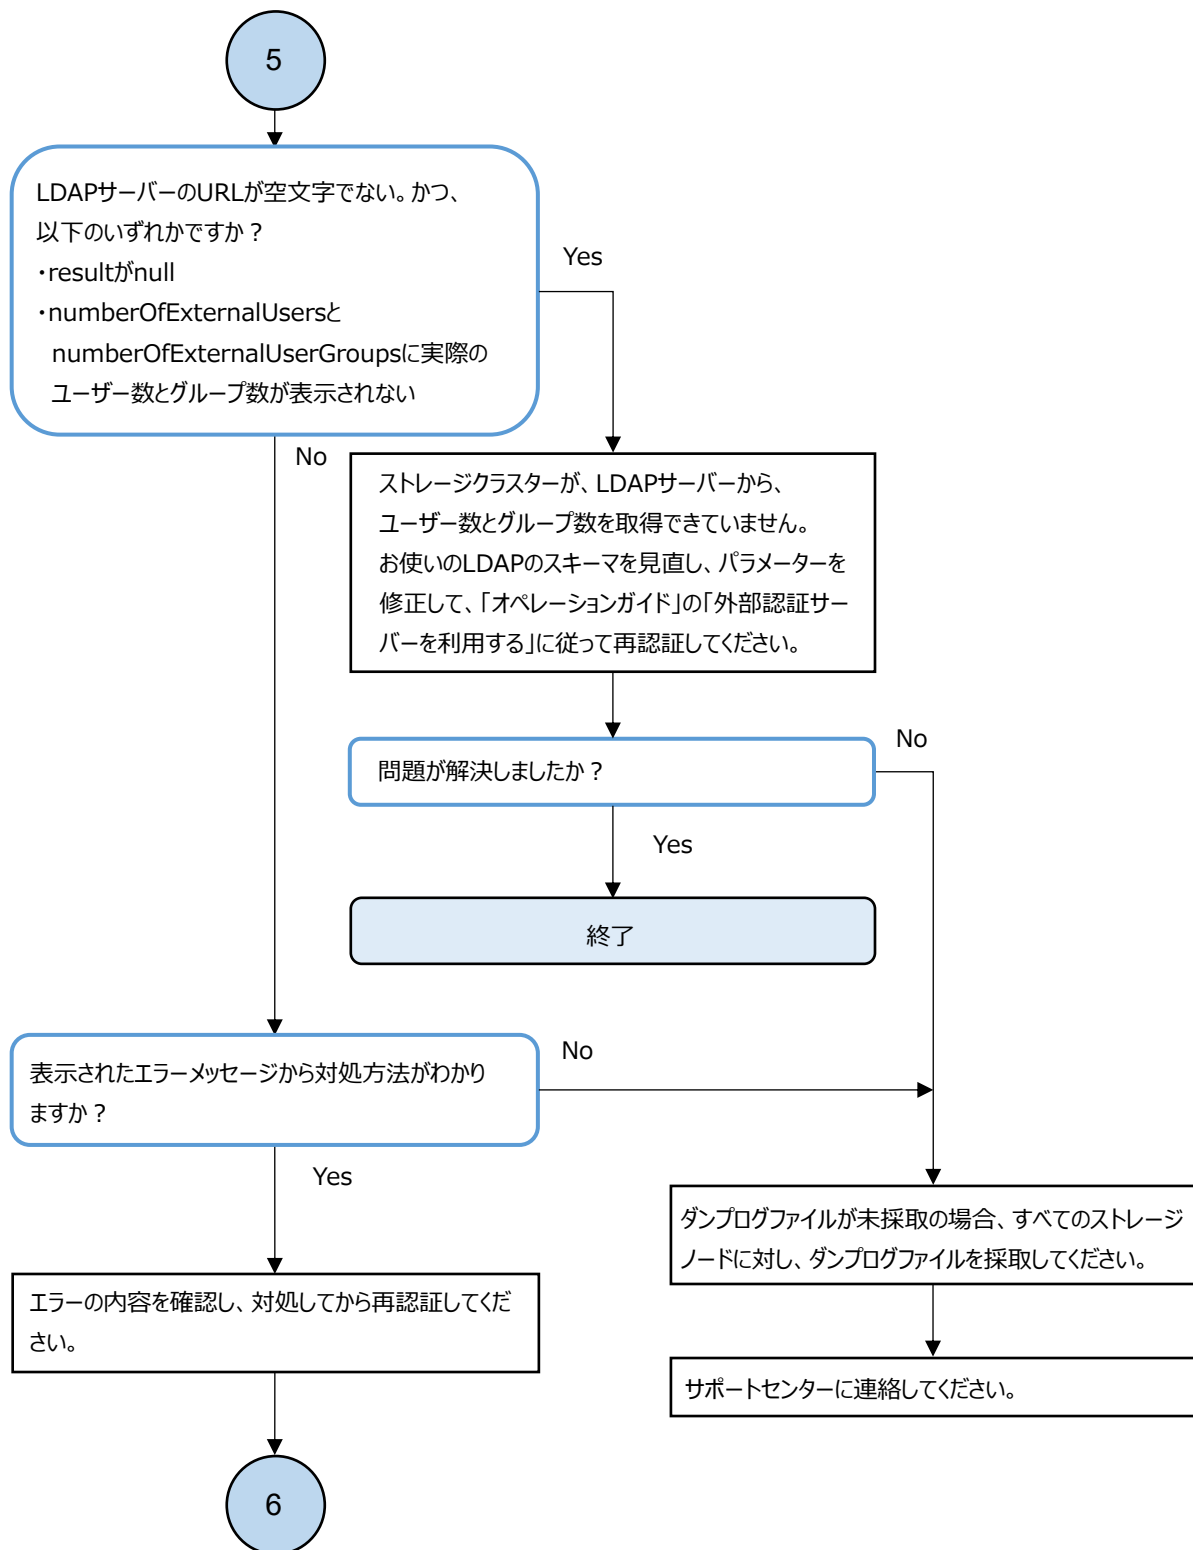 5
LDAPサーバーのURLが空文字でない。かつ、
以下のいずれかですか？
・resultがnull
・numberOfExternalUsersと
numberOfExternalUserGroupsに実際の
ユーザー数とグループ数が表示されない
Yes
No
ストレージクラスターが、LDAPサーバーから、
ユーザー数とグループ数を取得できていません。
お使いのLDAPのスキーマを見直し、パラメーターを
修正して、「オペレーションガイド」の「外部認証サー
バーを利用する」に従って再認証してください。
No
問題が解決しましたか？
Yes
終了
No
表示されたエラーメッセージから対処方法がわかり
ますか？
Yes
ダンプログファイルが未採取の場合、すべてのストレージ
ノードに対し、ダンプログファイルを採取してください。
エラーの内容を確認し、対処してから再認証してくだ
さい。
サポートセンターに連絡してください。
6